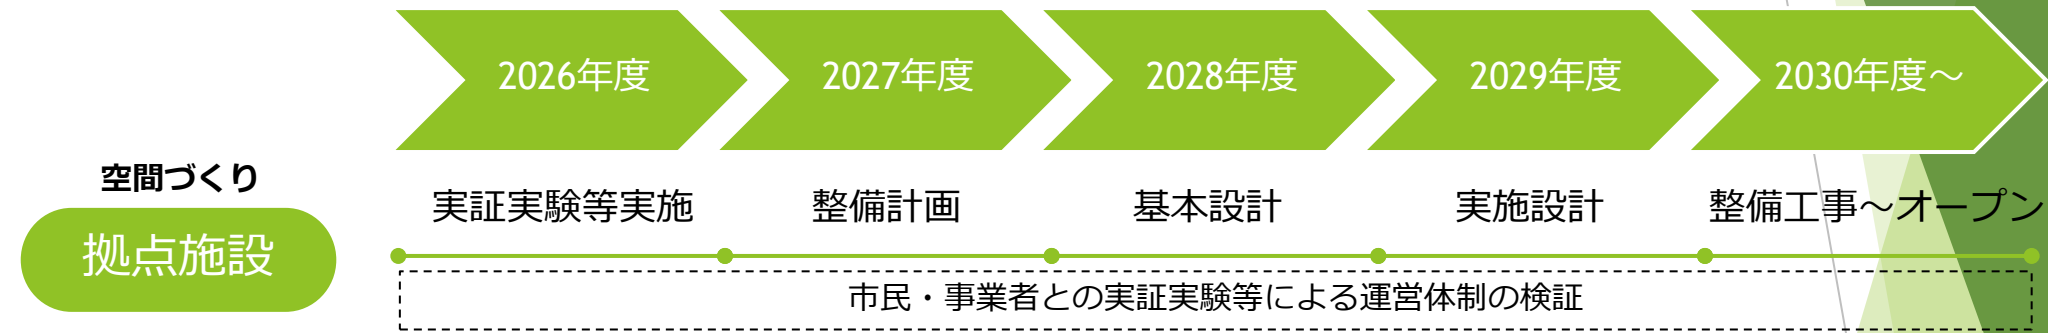 2026年度
2027年度
2028年度
2029年度
2030年度～
空間づくり
拠点施設
実証実験等実施
整備計画
基本設計
実施設計
整備工事～オープン
市民・事業者との実証実験等による運営体制の検証